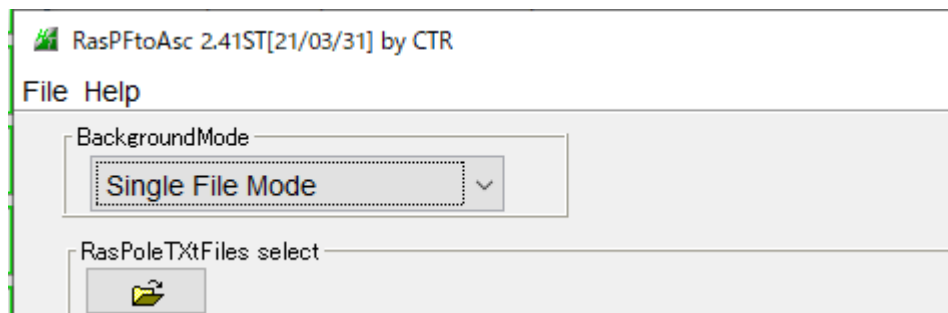 RasPFtoAsc 2.41ST[21/03/31] by CTR
File Help
BackgroundMode
Single File Mode
RasPoleTXtFiles select